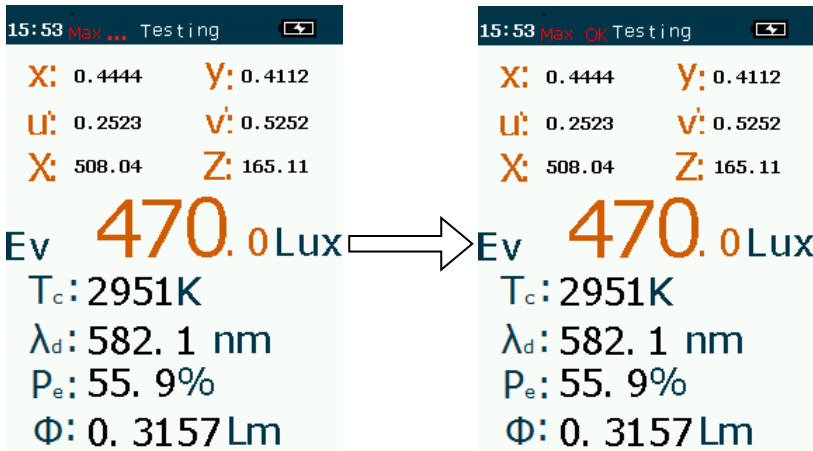 15:53 Max ... Testing
x: 0.4444 y: 0.4112
u': 0.2523 v': 0.5252
X: 508.04 Z: 165.11
Ev 470.0Lux
Tc: 2951K
λd: 582.1 nm
Pe: 55.9%
Φ: 0.3157Lm
15:53 Max OK Testing
x: 0.4444 y: 0.4112
u': 0.2523 v': 0.5252
X: 508.04 Z: 165.11
Ev 470.0Lux
Tc: 2951K
λd: 582.1 nm
Pe: 55.9%
Φ: 0.3157Lm